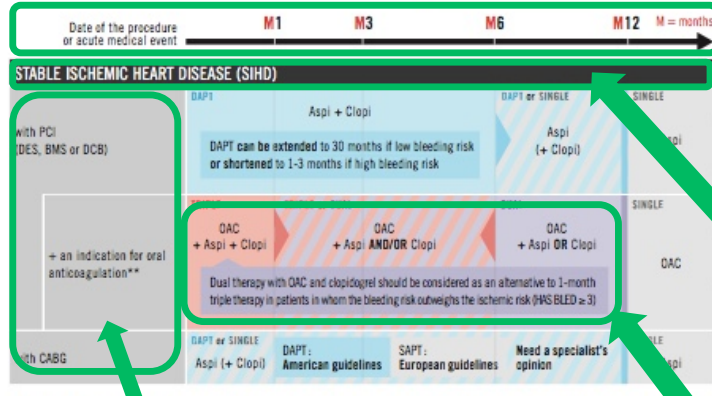 Date of the procedure
or acute medical event
M1 M3 M6 M12 M = months
STABLE ISCHEMIC HEART DISEASE (SIHD)
with PCI
(DES, BMS or DCB)
DAPT
Aspi + Clopi
DAPT can be extended to 30 months if low bleeding risk
or shortened to 1-3 months if high bleeding risk
DAPT or SINGLE
Aspi
(+ Clopi)
SINGLE
+ an indication for oral
anticoagulation**
OAC
+ Aspi + Clopi
OAC
+ Aspi AND/OR Clopi
OAC
+ Aspi OR Clopi
Dual therapy with OAC and clopidogrel should be considered as an alternative to 1-month
triple therapy in patients in whom the bleeding risk outweighs the ischemic risk (HAS BLED ≥ 3)
SINGLE
OAC
with CABG
DAPT or SINGLE
Aspi (+ Clopi)
DAPT:
American guidelines
SAPT:
European guidelines
Need a specialist's
opinion